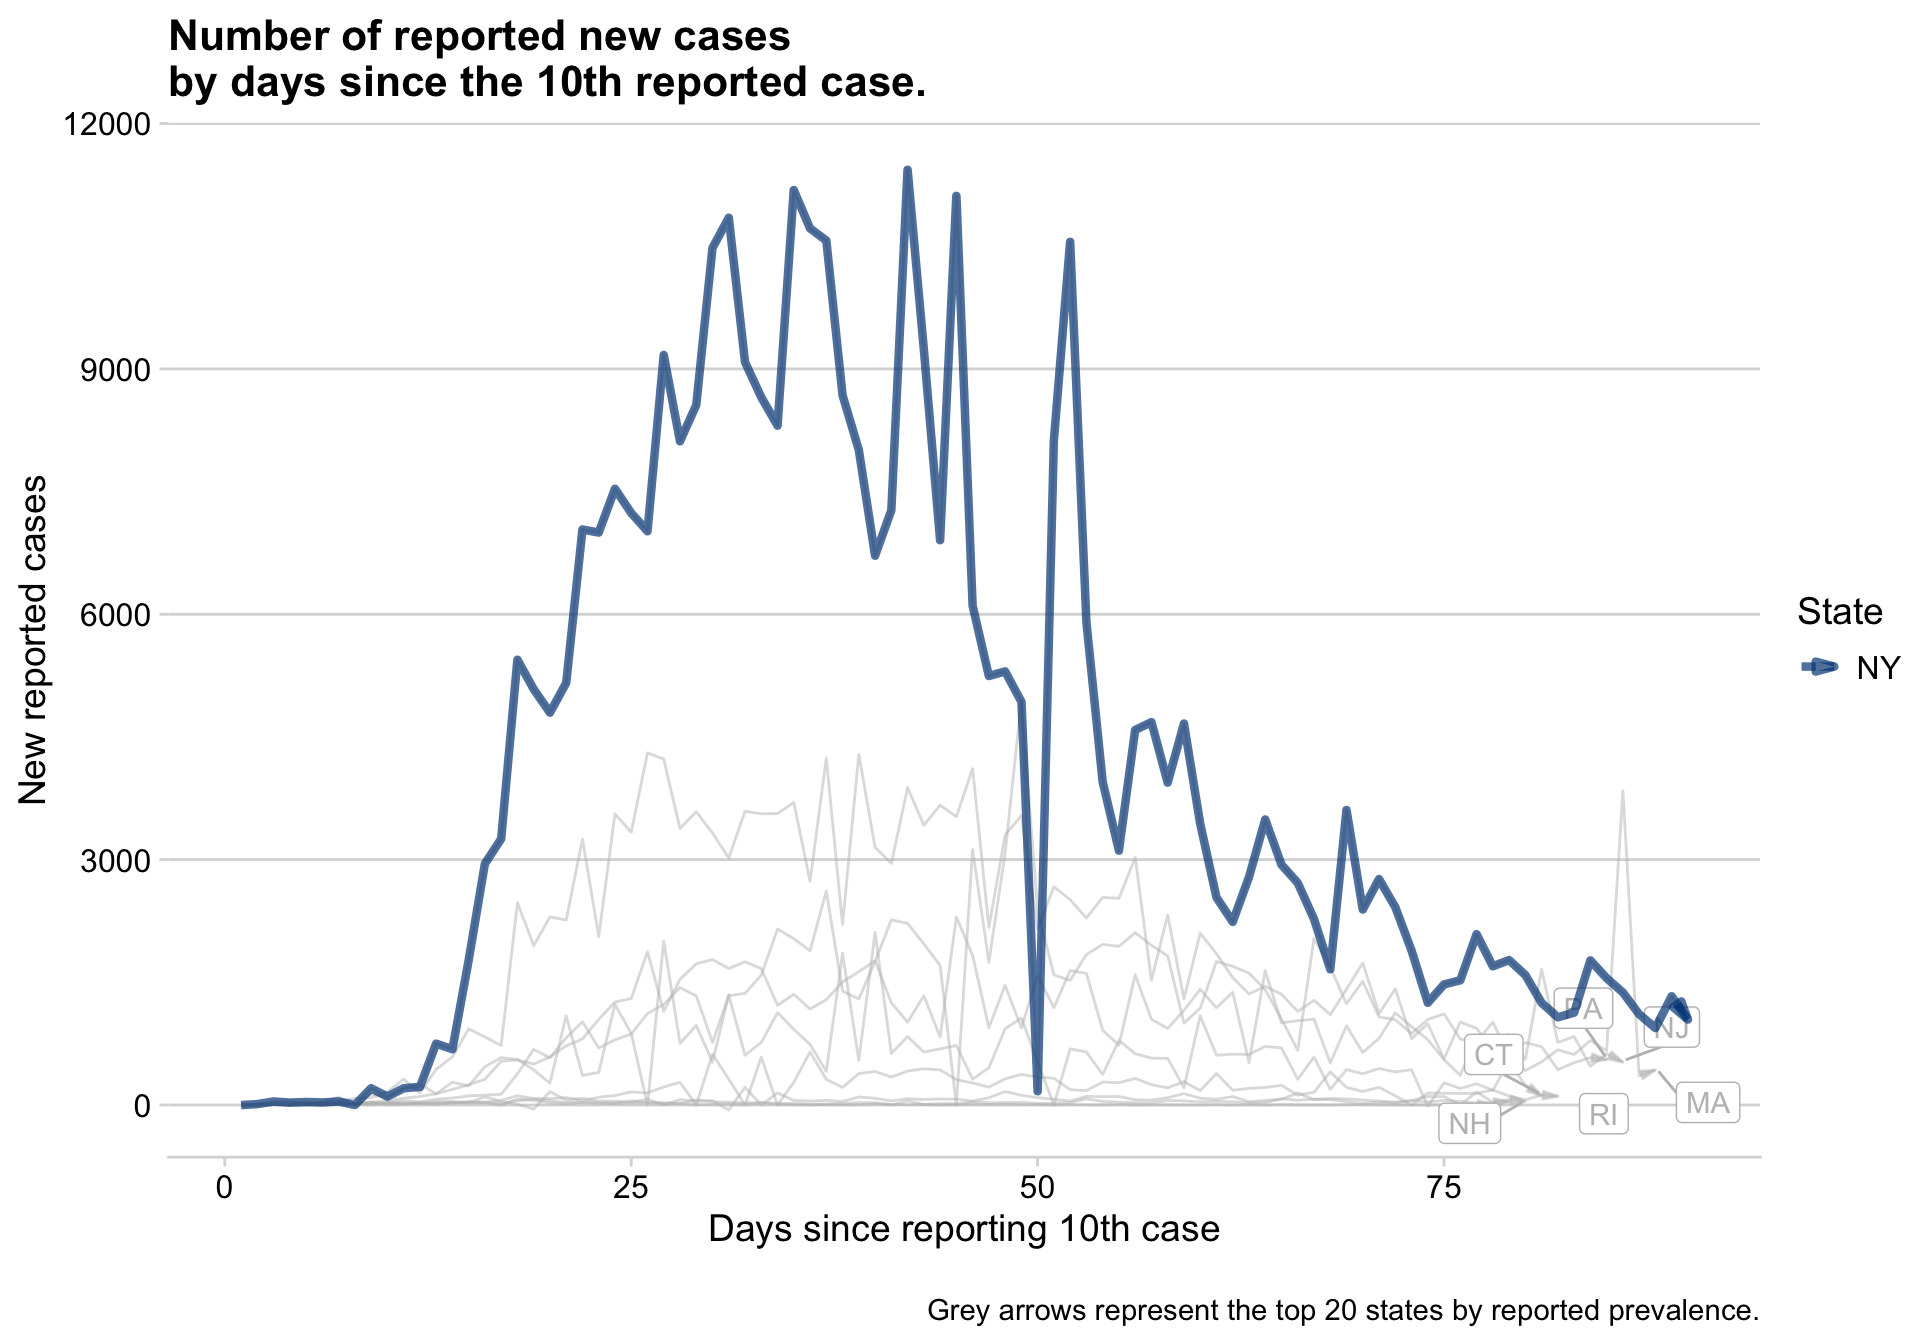 Number of reported new cases
by days since the 10th reported case.
12000
9000
6000
3000
0
New reported cases
State
NY
PA
NJ
CT
MA
RI
NH
0
25
50
75
Days since reporting 10th case
Grey arrows represent the top 20 states by reported prevalence.